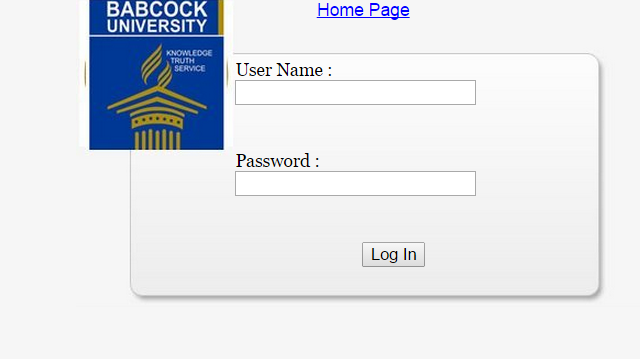 BABCOCK
UNIVERSITY
KNOWLEDGE
TRUTH
SERVICE
Home Page
User Name :
Password :
Log In